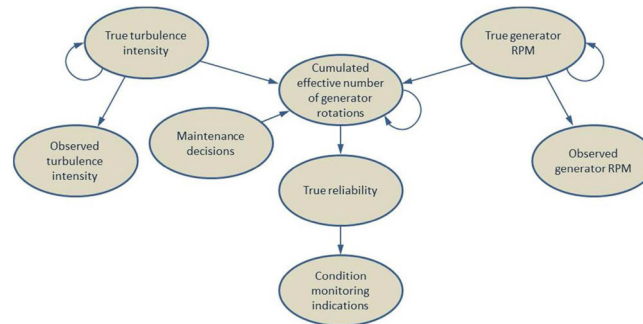 True turbulence
intensity
True generator
RPM
Cumulated
effective number
of generator
rotations
Maintenance
decisions
Observed
turbulence
intensity
Observed
generator RPM
True reliability
Condition
monitoring
indications